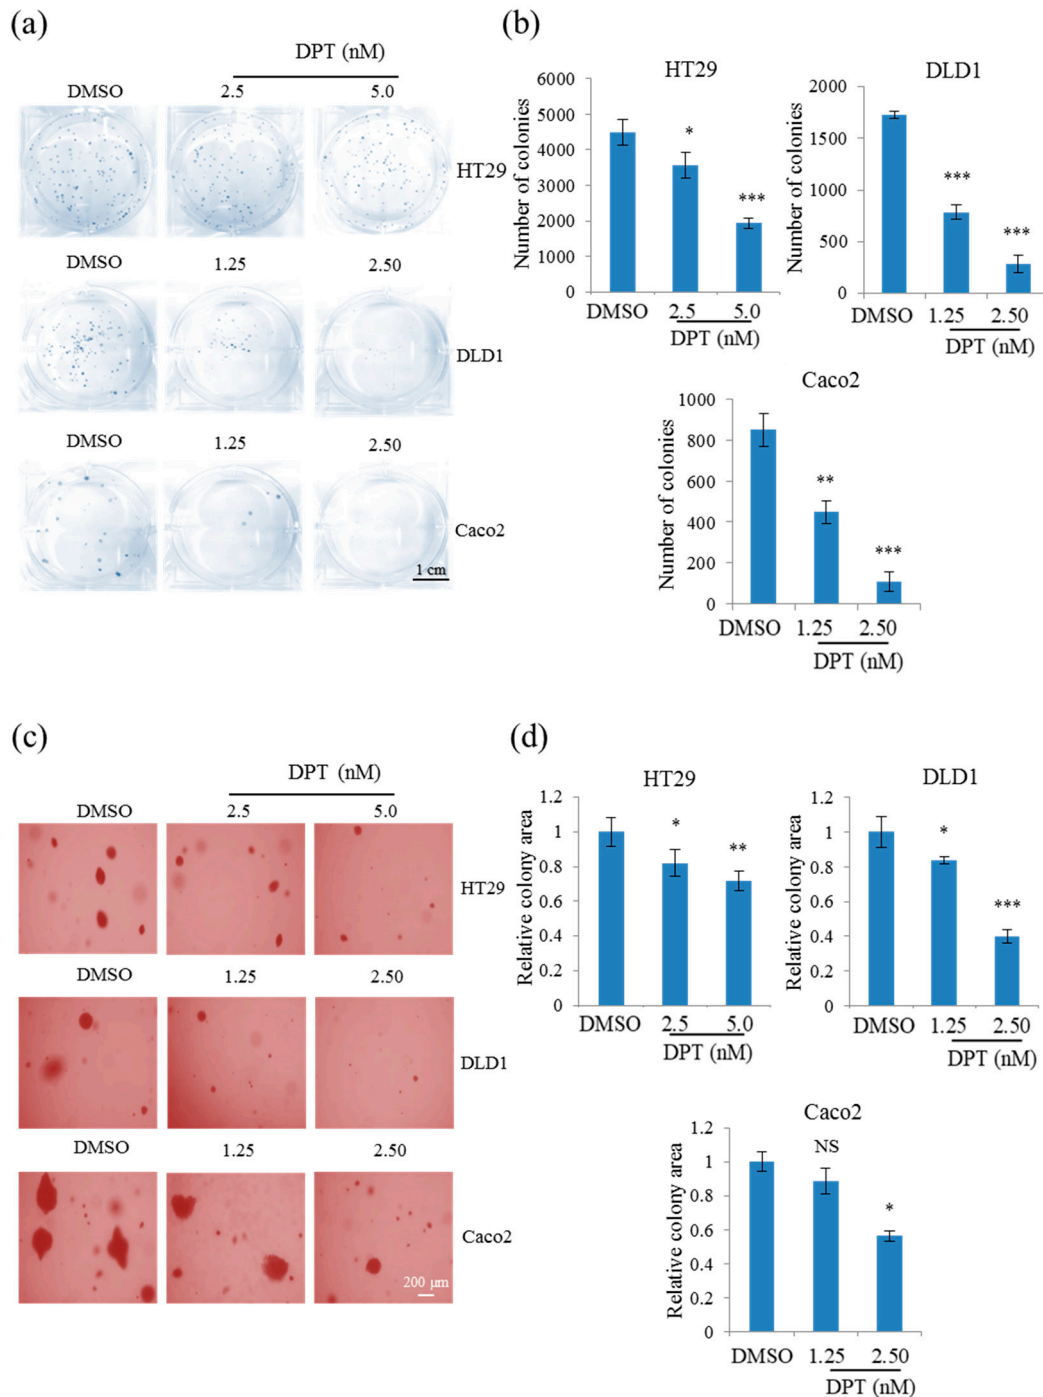 (a)
DPT (nM)
DMSO 2.5 5.0
HT29
DMSO 1.25 2.50
DLD1
DMSO 1.25 2.50
Caco2
1 cm
(b)
HT29
Number of colonies
6000
5000
4000
3000
2000
1000
0
*
***
DMSO 2.5 5.0
DPT (nM)
DLD1
Number of colonies
2000
1500
1000
500
0
***
***
DMSO 1.25 2.50
DPT (nM)
Caco2
Number of colonies
1000
800
600
400
200
0
**
***
DMSO 1.25 2.50
DPT (nM)
(c)
DPT (nM)
DMSO 2.5 5.0
HT29
DMSO 1.25 2.50
DLD1
DMSO 1.25 2.50
Caco2
200 µm
(d)
HT29
Relative colony area
1.2
1
0.8
0.6
0.4
0.2
0
*
**
DMSO 2.5 5.0
DPT (nM)
DLD1
Relative colony area
1.2
1
0.8
0.6
0.4
0.2
0
*
***
DMSO 1.25 2.50
DPT (nM)
Caco2
Relative colony area
1.2
1
0.8
0.6
0.4
0.2
0
NS
*
DMSO 1.25 2.50
DPT (nM)